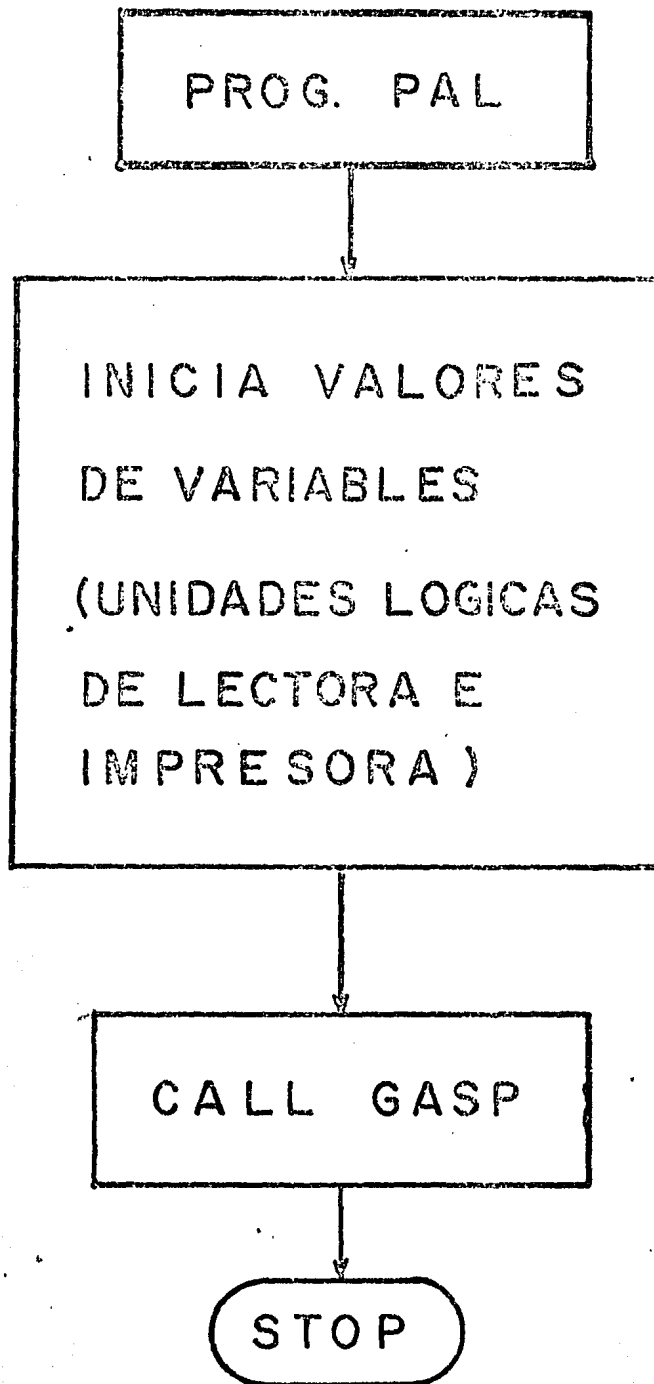 PROG. PAL
INICIA VALORES
DE VARIABLES
(UNIDADES LOGICAS
DE LECTORA E
IMPRESORA)
CALL GASP
STOP